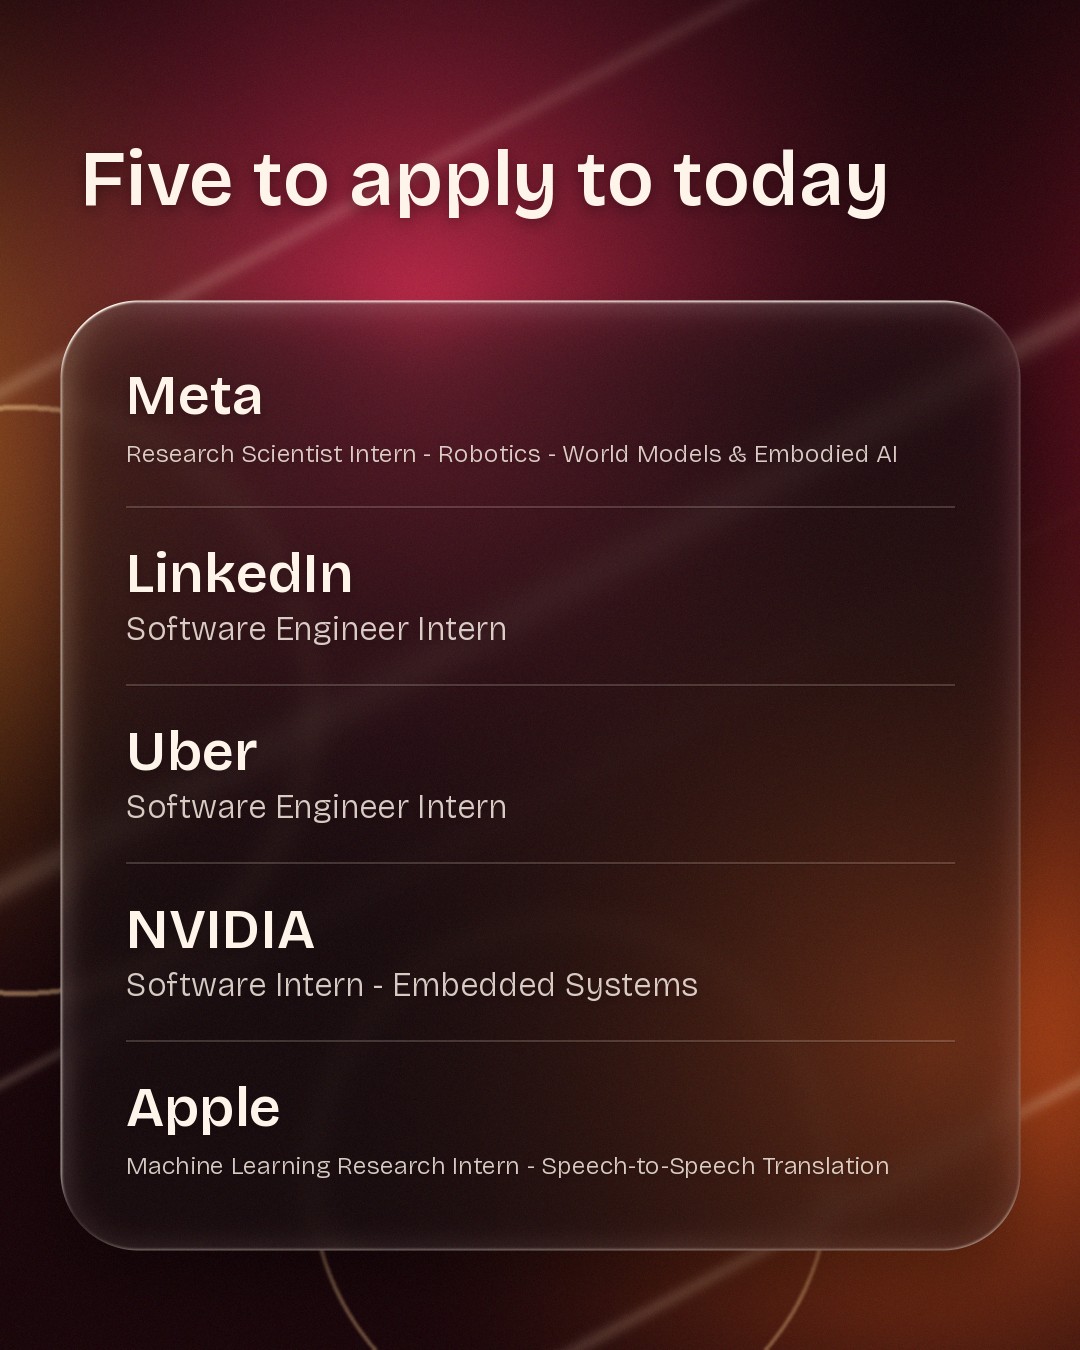 Five to apply to today
Meta
Research Scientist Intern - Robotics - World Models & Embodied AI
LinkedIn
Software Engineer Intern
Uber
Software Engineer Intern
NVIDIA
Software Intern - Embedded Systems
Apple
Machine Learning Research Intern - Speech-to-Speech Translation